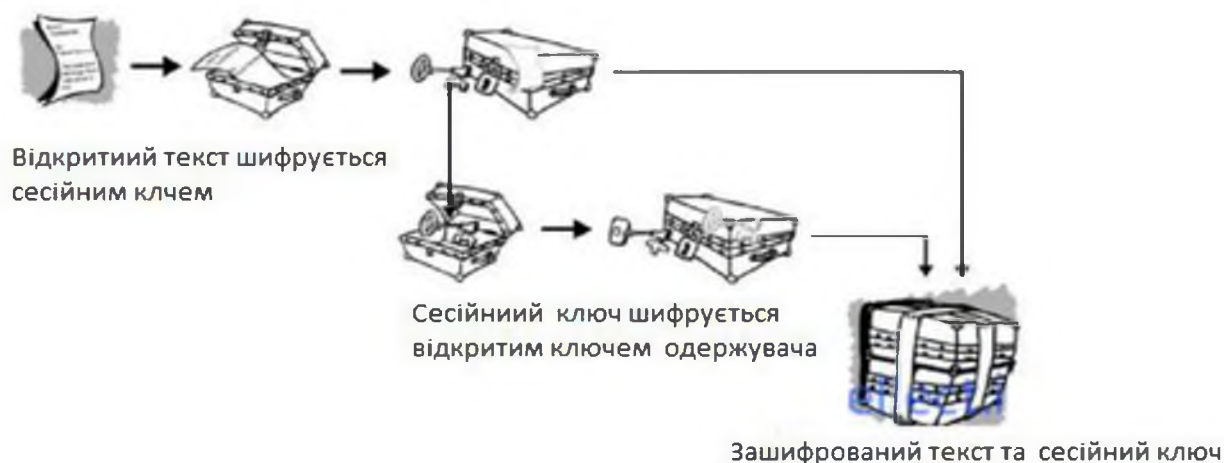 Відкритиий текст шифрується
сесійним клчем
Сесійниий ключ шифрується
відкритим ключем одержувача
Зашифрований текст та сесійний ключ